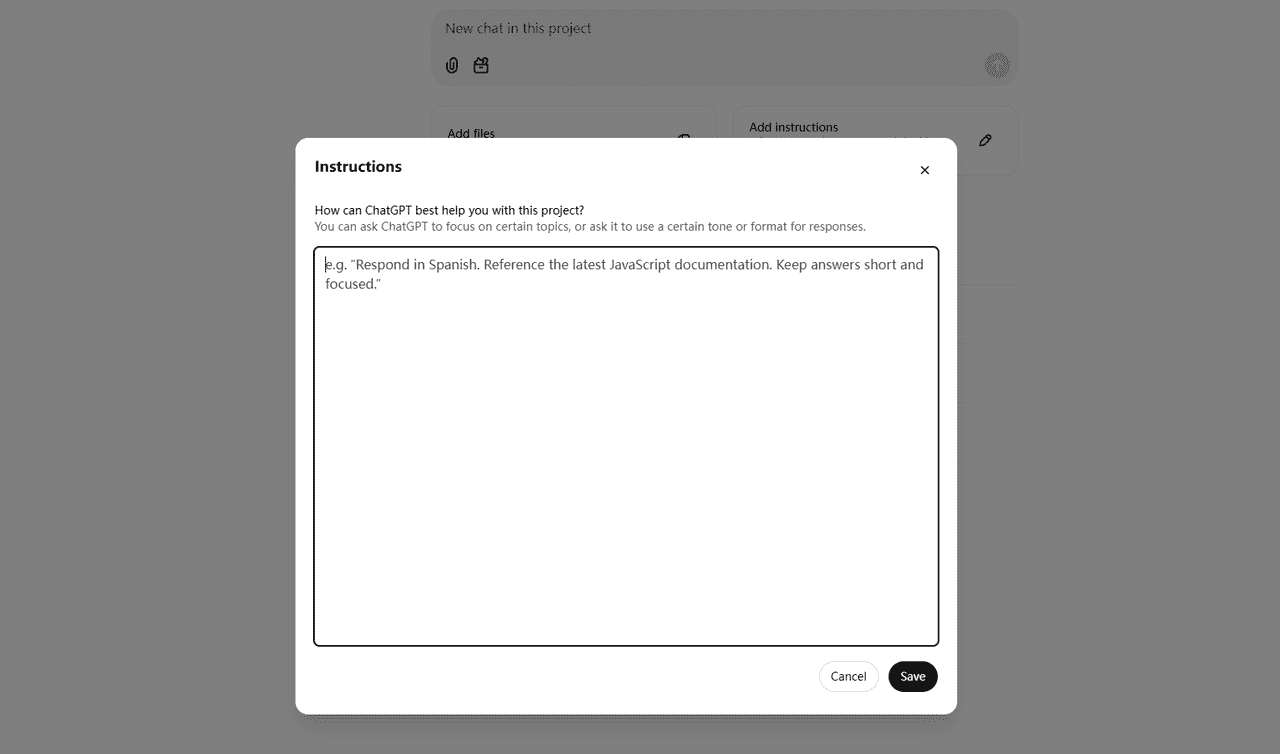 New chat in this project
Add files
Add instructions
Instructions
How can ChatGPT best help you with this project?
You can ask ChatGPT to focus on certain topics, or ask it to use a certain tone or format for responses.
e.g. "Respond in Spanish. Reference the latest JavaScript documentation. Keep answers short and
focused."
Cancel
Save